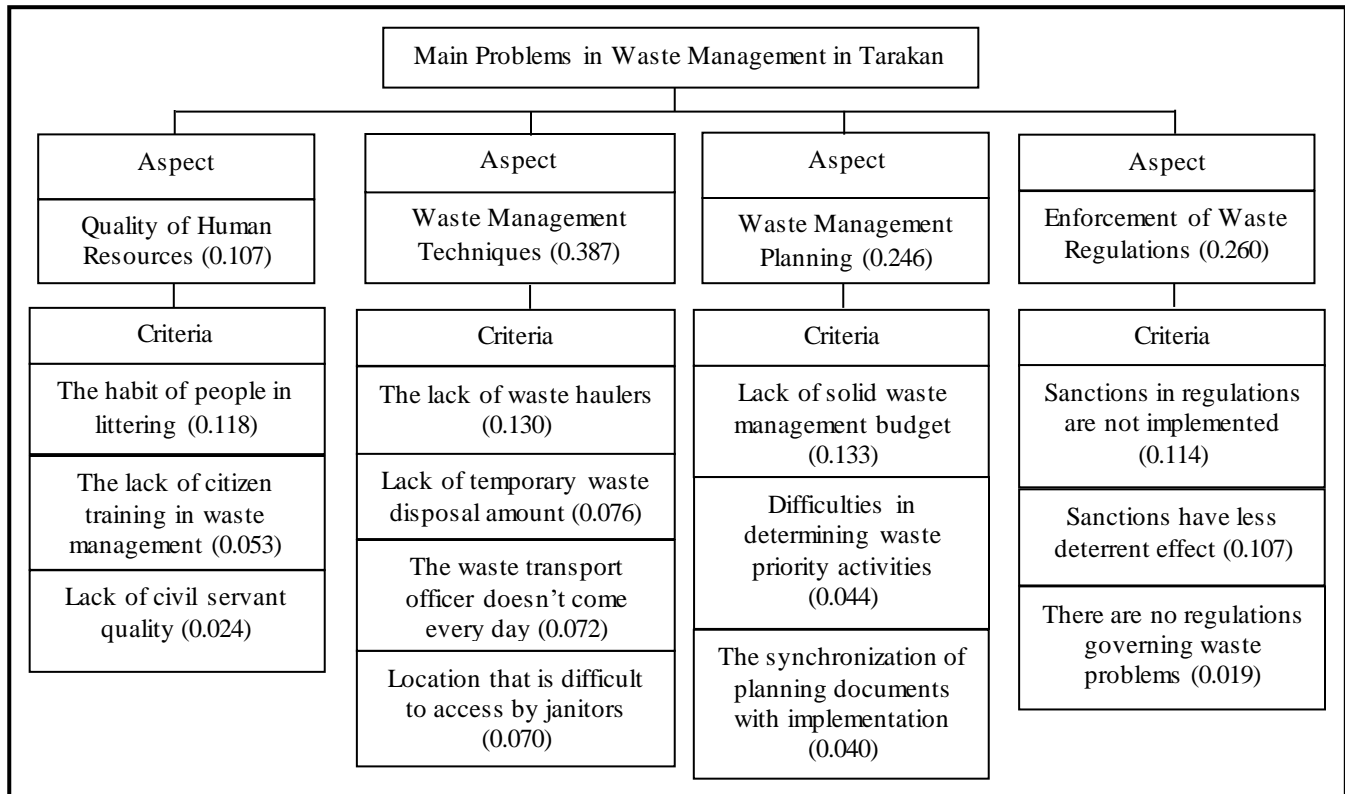 Main Problems in Waste Management in Tarakan
Aspect
Quality of Human
Resources (0.107)
Criteria
The habit of people in
littering (0.118)
The lack of citizen
training in waste
management (0.053)
Lack of civil servant
quality (0.024)
Aspect
Waste Management
Techniques (0.387)
Criteria
The lack of waste haulers
(0.130)
Lack of temporary waste
disposal amount (0.076)
The waste transport
officer doesn't come
every day (0.072)
Location that is difficult
to access by janitors
(0.070)
Aspect
Waste Management
Planning (0.246)
Criteria
Lack of solid waste
management budget
(0.133)
Difficulties in
determining waste
priority activities
(0.044)
The synchronization of
planning documents
with implementation
(0.040)
Aspect
Enforcement of Waste
Regulations (0.260)
Criteria
Sanctions in regulations
are not implemented
(0.114)
Sanctions have less
deterrent effect (0.107)
There are no regulations
governing waste
problems (0.019)